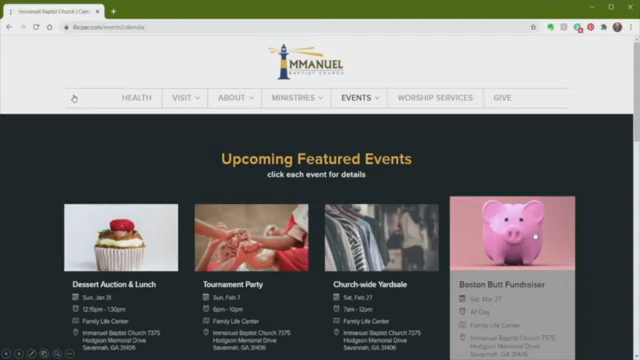 Immanuel Baptist Church | Cale
ibcsav.com/events/calendar
IMMANUEL
BAPTIST CHURCH
HEALTH VISIT ABOUT MINISTRIES EVENTS WORSHIP SERVICES GIVE
Upcoming Featured Events
click each event for details
Dessert Auction & Lunch
Sun, Jan 31
12:15pm - 1:30pm
Family Life Center
Immanuel Baptist Church 7375
Hodgson Memorial Drive
Savannah, GA 31406
Tournament Party
Sun, Feb 7
6pm - 10pm
Family Life Center
Immanuel Baptist Church 7375
Hodgson Memorial Drive
Savannah, GA 31406
Church-wide Yardsale
Sat, Feb 27
7am - 12pm
Family Life Center
Immanuel Baptist Church 7375
Hodgson Memorial Drive
Savannah, GA 31406
Boston Butt Fundraiser
Sat, Mar 27
All Day
Family Life Center
Immanuel Baptist Church 7375
Hodgson Memorial Drive
Savannah, GA 31406